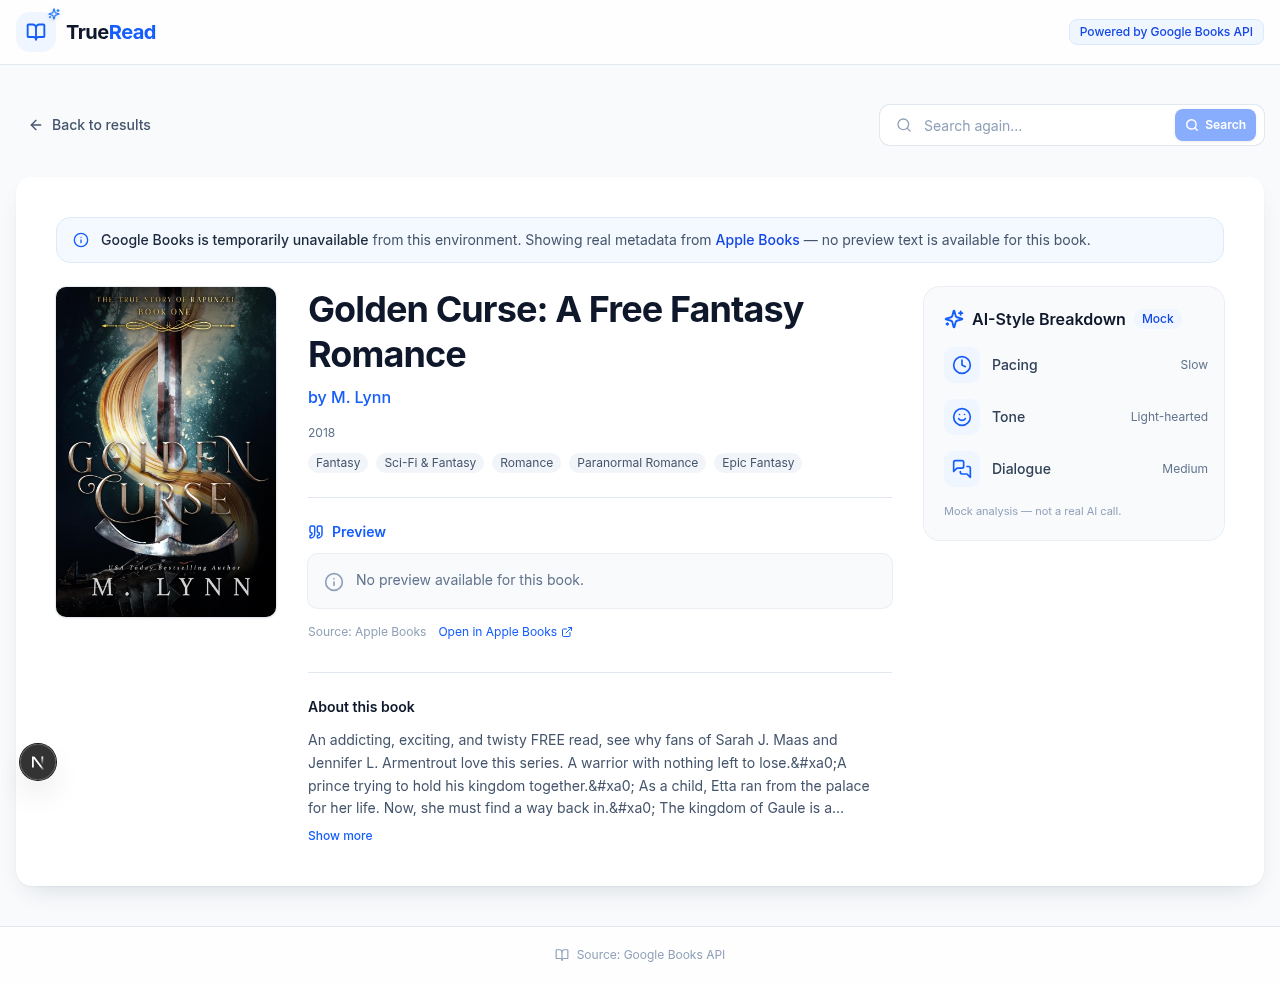 TrueRead
Powered by Google Books API
Back to results
Search again...
Search
Google Books is temporarily unavailable from this environment. Showing real metadata from Apple Books — no preview text is available for this book.
THE TRUE STORY OF RAPUNZEL
BOOK ONE
GOLDEN
CURSE
USA Today Bestselling Author
M. LYNN
Golden Curse: A Free Fantasy
Romance
by M. Lynn
2018
Fantasy
Sci-Fi & Fantasy
Romance
Paranormal Romance
Epic Fantasy
Preview
No preview available for this book.
Source: Apple Books
Open in Apple Books
About this book
An addicting, exciting, and twisty FREE read, see why fans of Sarah J. Maas and
Jennifer L. Armentrout love this series. A warrior with nothing left to lose.&#xa0;A
prince trying to hold his kingdom together.&#xa0; As a child, Etta ran from the palace
for her life. Now, she must find a way back in.&#xa0; The kingdom of Gaule is a...
Show more
AI-Style Breakdown
Mock
Pacing
Slow
Tone
Light-hearted
Dialogue
Medium
Mock analysis — not a real AI call.
N
Source: Google Books API